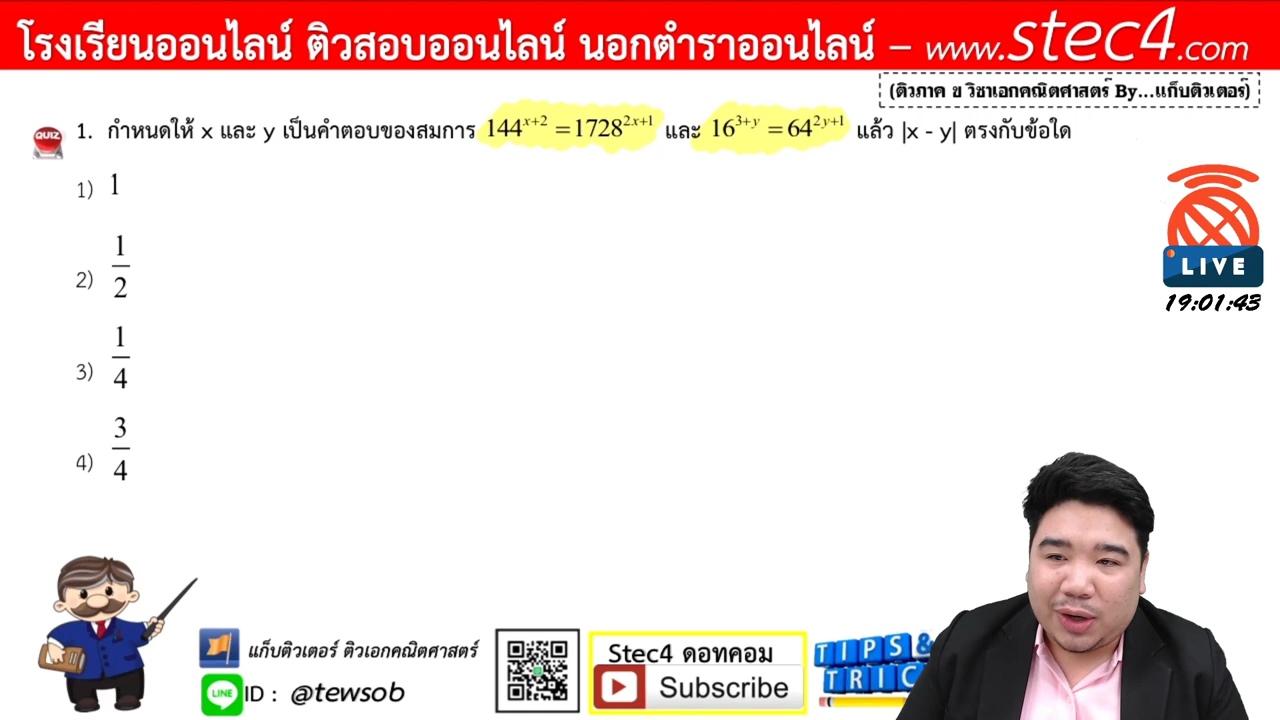 โรงเรียนออนไลน์ ติวสอบออนไลน์ นอกตำราออนไลน์ – www.stec4.com
(ติวภาค ข วิชาเอกคณิตศาสตร์ By...แก็บติวเตอร์)
QUIZ
1. กำหนดให้ x และ y เป็นคำตอบของสมการ 144^{x+2} = 1728^{2x+1} และ 16^{3+y} = 64^{2y+1} แล้ว |x - y| ตรงกับข้อใด
1) 1
2) 1/2
3) 1/4
4) 3/4
LIVE
19:01:43
แก็บติวเตอร์ ติวเอกคณิตศาสตร์
LINE ID : @tewsob
Stec4 ดอทคอม
Subscribe
TIPS &
TRIC